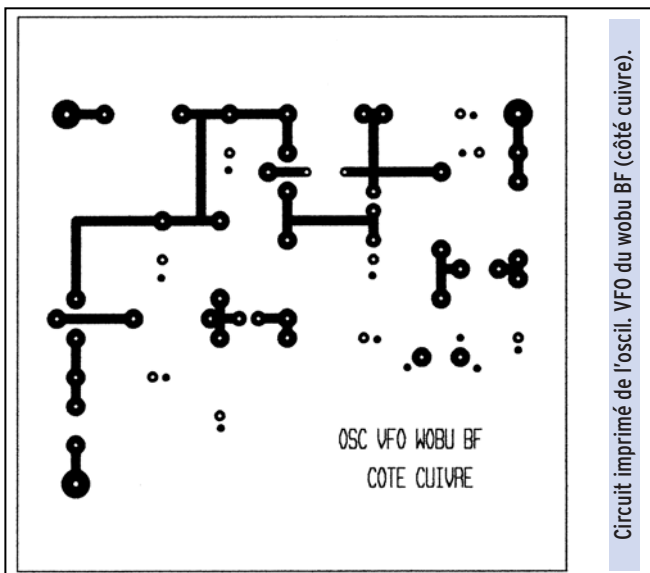 OSC VFO WOBU BF
COTE CUIVRE
Circuit imprimé de l'oscil. VFO du wobu BF (côté cuivre).